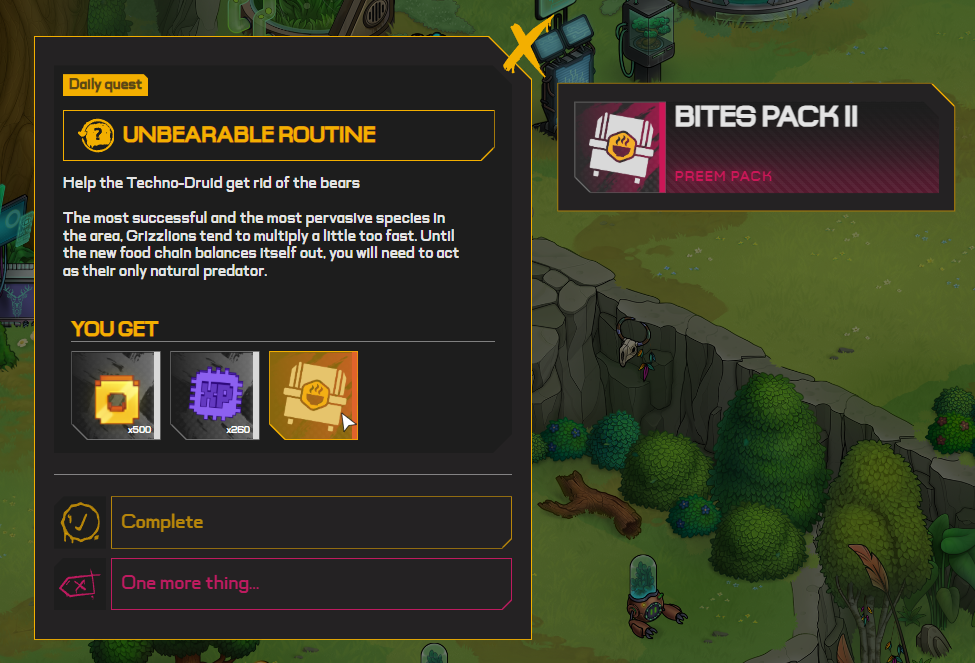 Daily quest
UNBEARABLE ROUTINE
Help the Techno-Druid get rid of the bears
The most successful and the most pervasive species in
the area, Grizzlions tend to multiply a little too fast. Until
the new food chain balances itself out, you will need to act
as their only natural predator.
YOU GET
x500
XP
x260
Complete
One more thing...
BITES PACK II
PREEM PACK